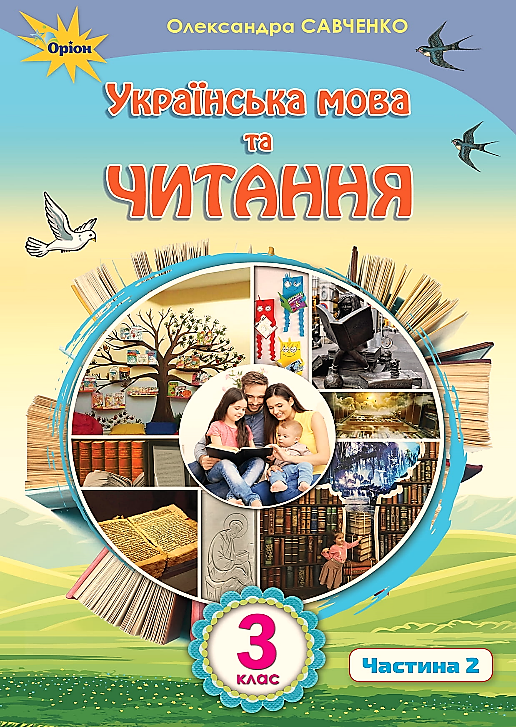 Оріон
Олександра САВЧЕНКО
Українська мова
та
ЧИТАННЯ
3
клас
Частина 2